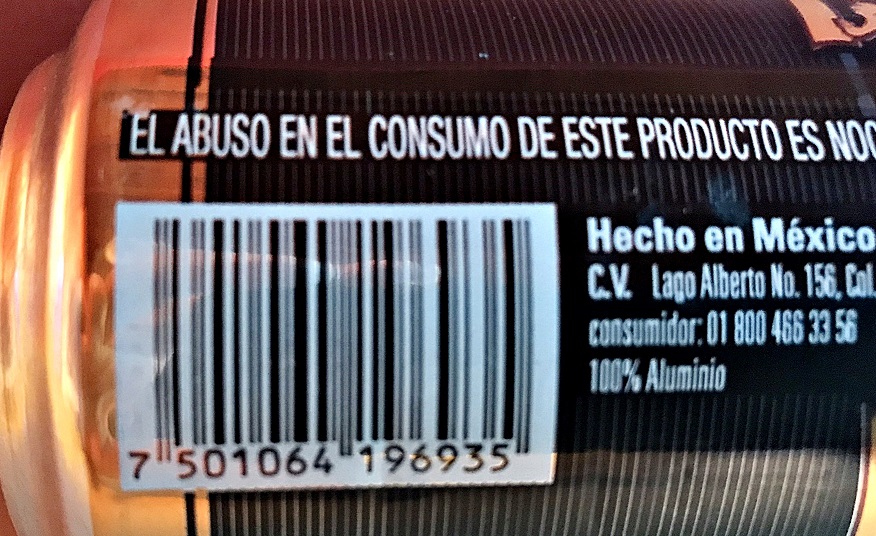 EL ABUSO EN EL CONSUMO DE ESTE PRODUCTO ES NOC
Hecho en México
C.V. Lago Alberto No. 156, Col.
consumidor: 01 800 466 33 56
100% Aluminio
7 501064 196935